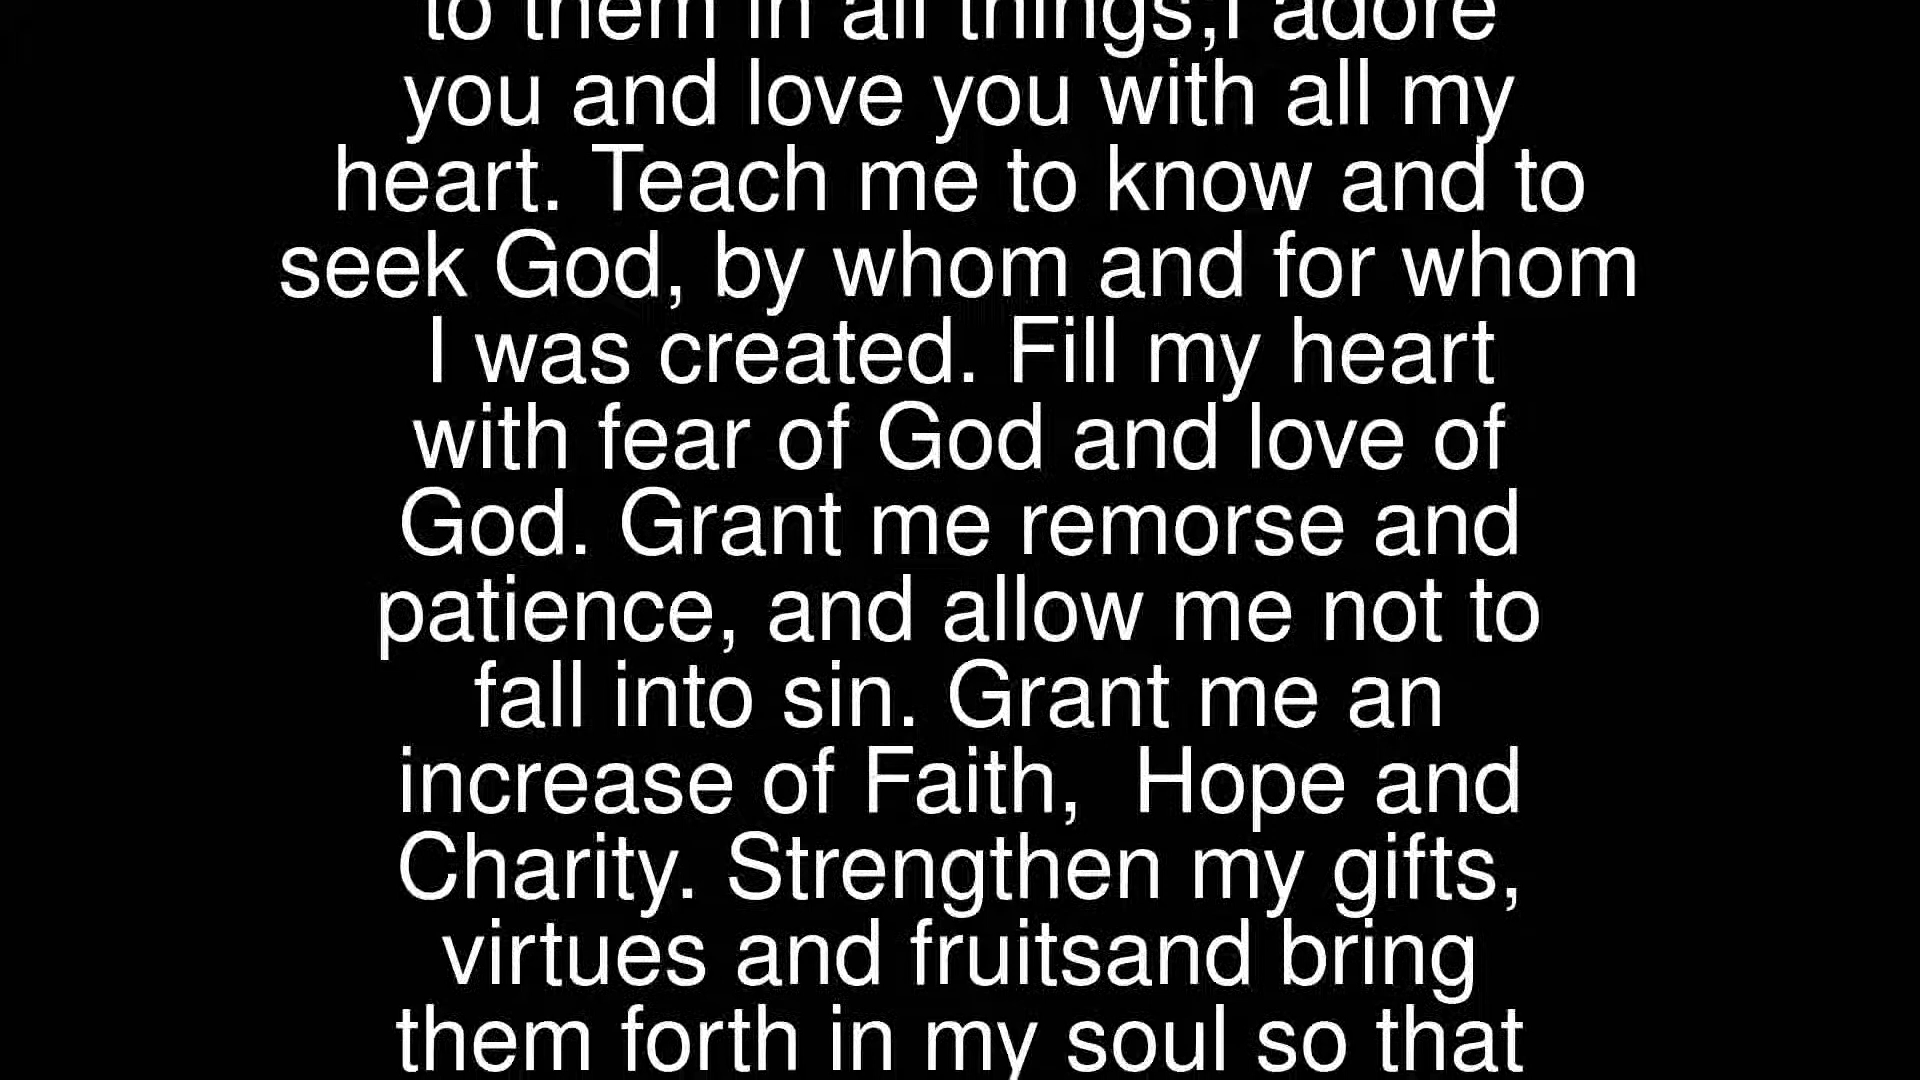 to them in all things;I adore
you and love you with all my
heart. Teach me to know and to
seek God, by whom and for whom
I was created. Fill my heart
with fear of God and love of
God. Grant me remorse and
patience, and allow me not to
fall into sin. Grant me an
increase of Faith,  Hope and
Charity. Strengthen my gifts,
virtues and fruitsand bring
them forth in my soul so that